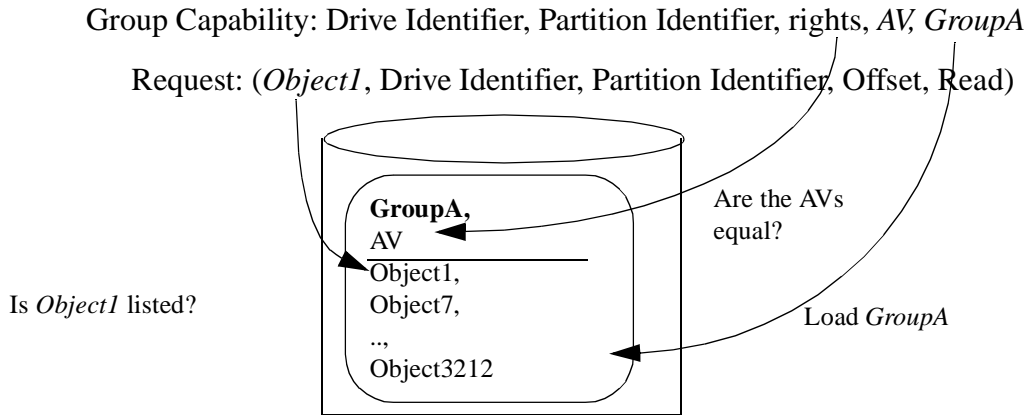 Group Capability: Drive Identifier, Partition Identifier, rights, AV, GroupA
Request: (Object1, Drive Identifier, Partition Identifier, Offset, Read)
GroupA,
AV
Object1,
Object7,
..,
Object3212
Are the AVs
equal?
Is Object1 listed?
Load GroupA